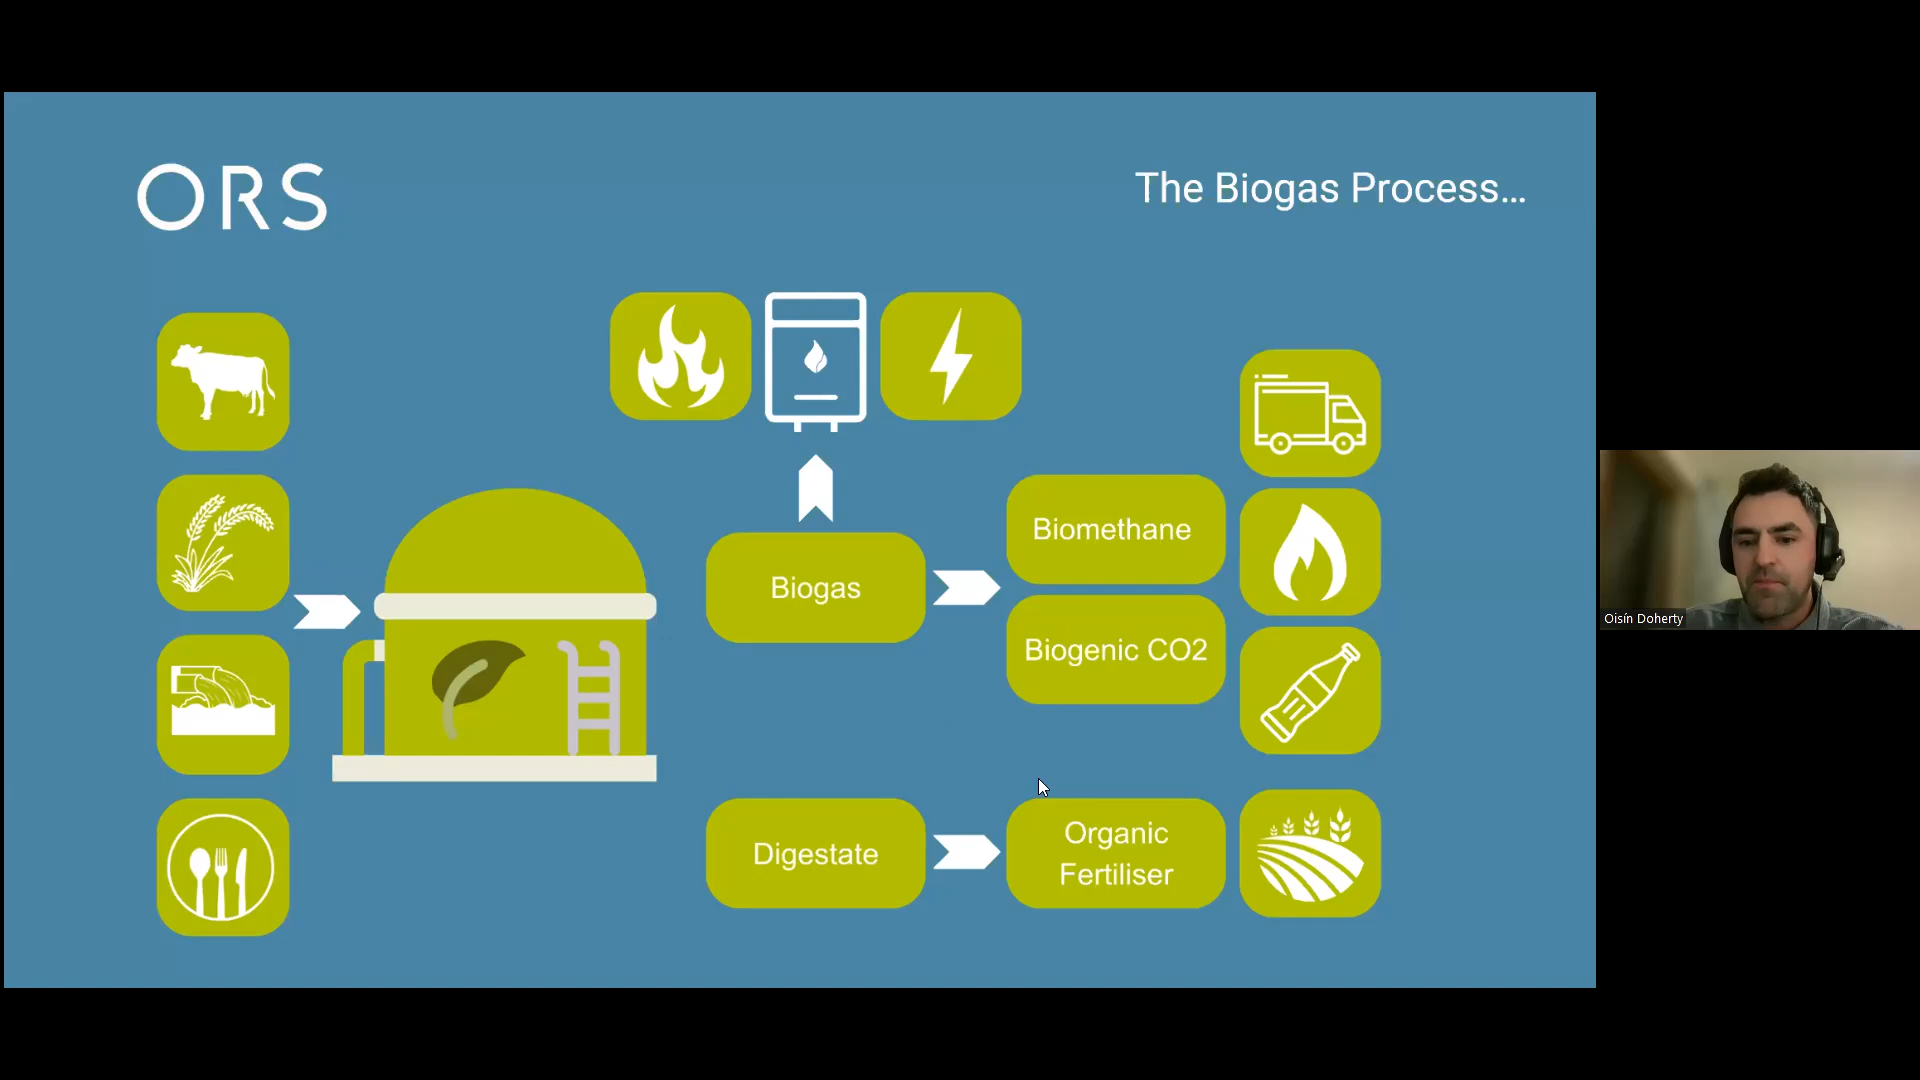 ORS
The Biogas Process...
Biogas
Biomethane
Biogenic CO2
Digestate
Organic
Fertiliser
Oisín Doherty